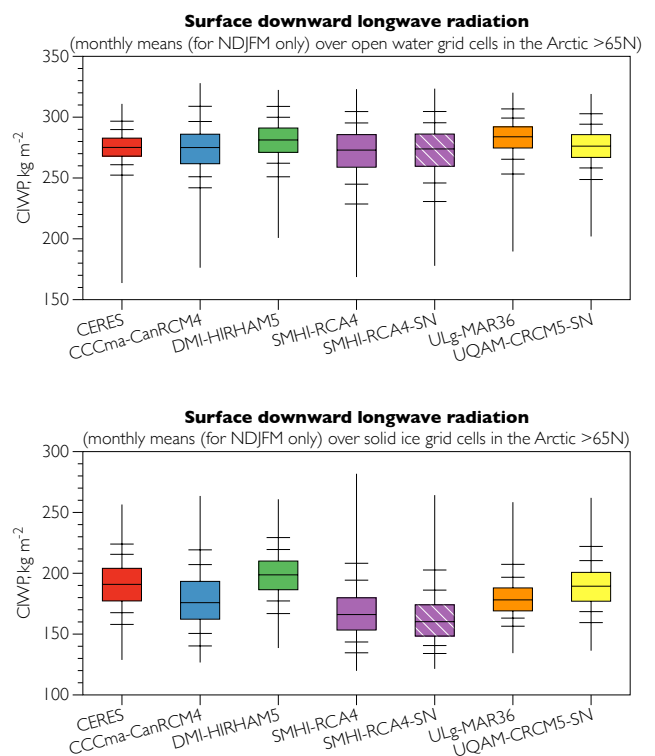 Surface downward longwave radiation
(monthly means (for NDJFM only) over open water grid cells in the Arctic >65N)
350
300
250
200
150
CIWP, kg m⁻²
CERES
CCCma-CanRCM4
DMI-HIRHAM5
SMHI-RCA4
SMHI-RCA4-SN
ULg-MAR36
UQAM-CRCM5-SN
Surface downward longwave radiation
(monthly means (for NDJFM only) over solid ice grid cells in the Arctic >65N)
300
250
200
150
100
CIWP, kg m⁻²
CERES
CCCma-CanRCM4
DMI-HIRHAM5
SMHI-RCA4
SMHI-RCA4-SN
ULg-MAR36
UQAM-CRCM5-SN